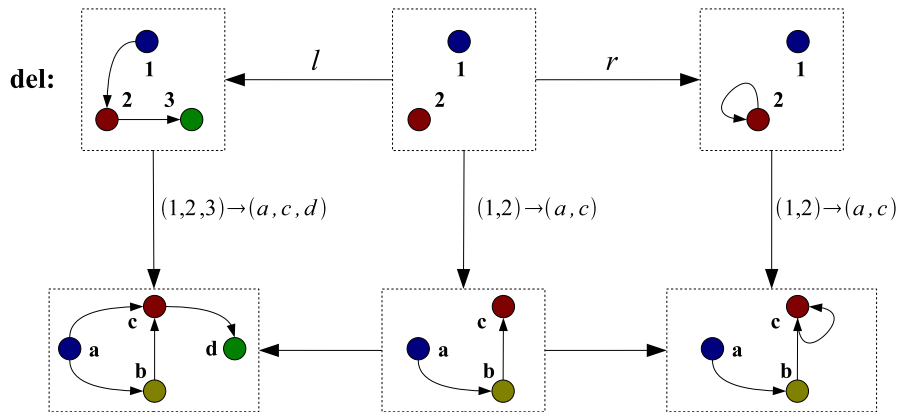 del:
1
2 3
l
1
2
r
1
2
(1,2,3)→(a,c,d)
(1,2)→(a,c)
(1,2)→(a,c)
c
a
d
b
c
a
b
c
a
b